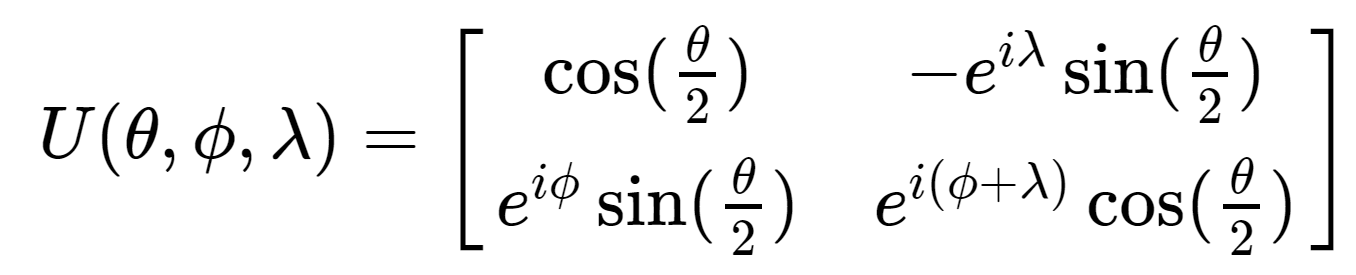 U(θ, ϕ, λ) = [ cos(θ/2) −e^{iλ} sin(θ/2) ]
[ e^{iϕ} sin(θ/2) e^{i(ϕ+λ)} cos(θ/2) ]